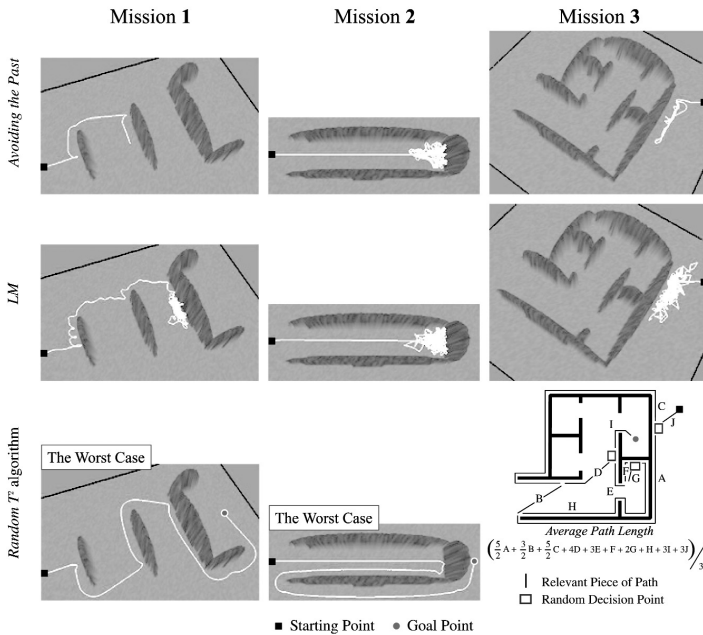 Mission 1
Mission 2
Mission 3
Avoiding the Past
LM
Random T² algorithm
The Worst Case
The Worst Case
C
J
I
F
G
D
A
E
B
H
Average Path Length
(5/2 A + 3/2 B + 5/2 C + 4D + 3E + F + 2G + H + 3I + 3J)/3
Relevant Piece of Path
Random Decision Point
Starting Point
Goal Point